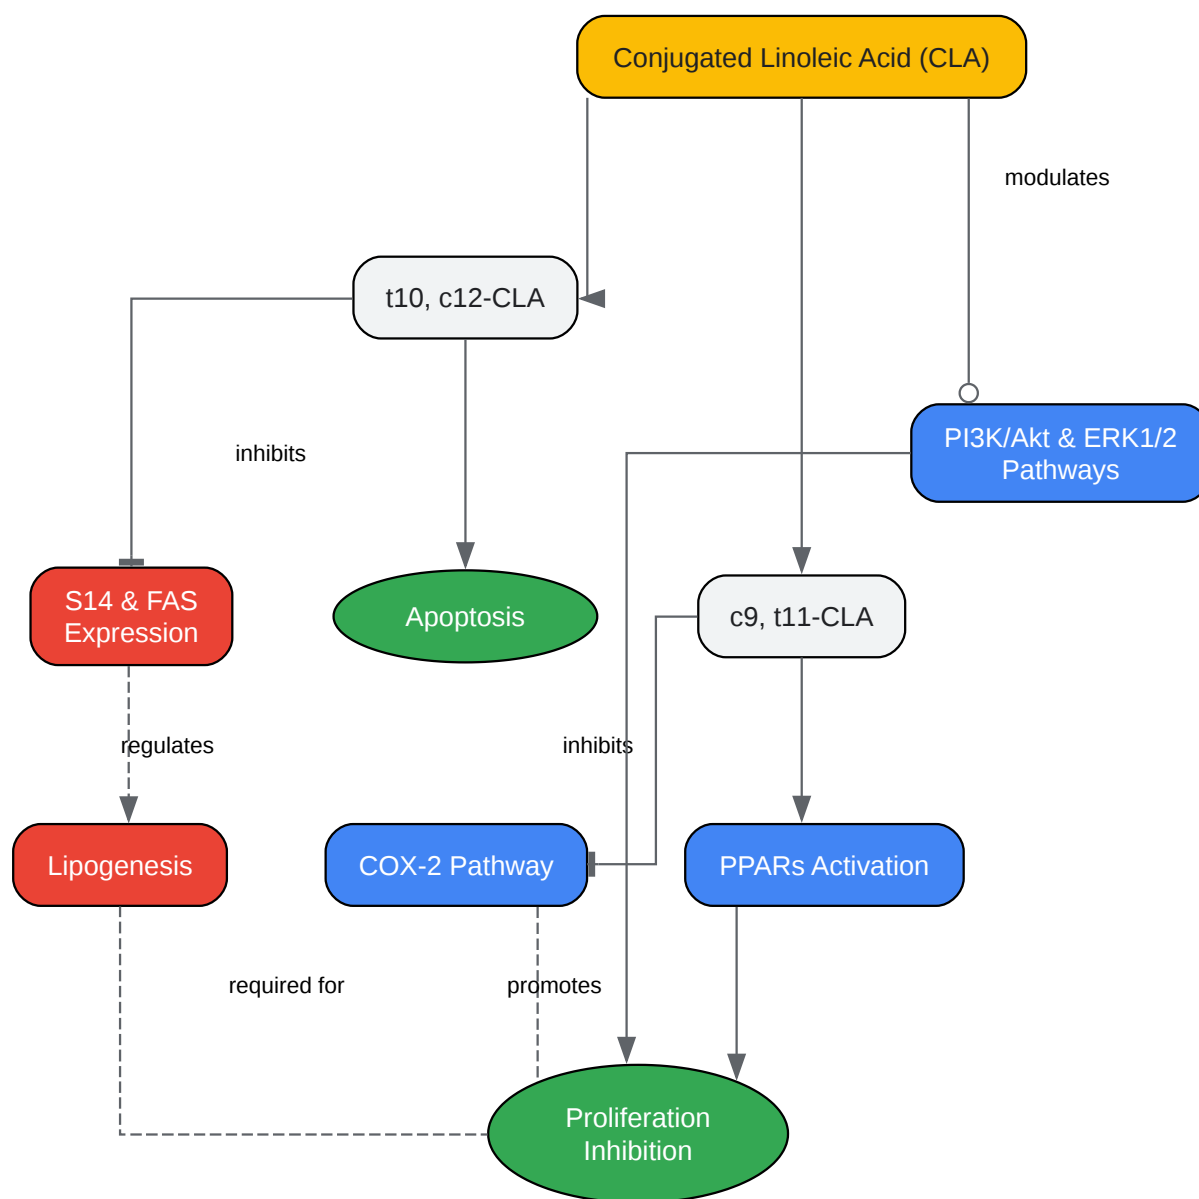 Conjugated Linoleic Acid (CLA)
modulates
t10, c12-CLA
PI3K/Akt & ERK1/2
Pathways
inhibits
S14 & FAS
Expression
Apoptosis
c9, t11-CLA
regulates
inhibits
Lipogenesis
COX-2 Pathway
PPARs Activation
required for
promotes
Proliferation
Inhibition